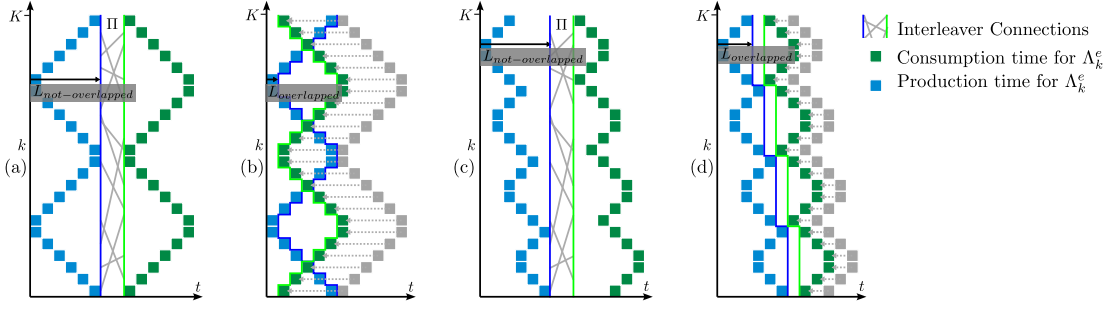 K
Π
L_{not-overlapped}
k
(a)
t
L_{overlapped}
(b)
t
K
Π
L_{not-overlapped}
k
(c)
t
K
L_{overlapped}
k
(d)
t
Interleaver Connections
Consumption time for Λ^e_k
Production time for Λ^e_k